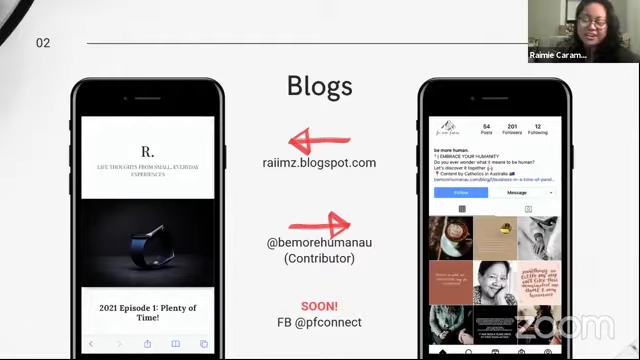 02
Raimie Caram...
Blogs
raiimz.blogspot.com
@bemorehumanau
(Contributor)
SOON!
FB @pfconnect
R.
LIFE THOUGHTS FROM SMALL, EVERYDAY
EXPERIENCES
2021 Episode 1: Plenty of
Time!
54 201 12
Posts Followers Following
be more human.
EMBRACE YOUR HUMANITY
Do you ever wonder what it means to be human?
Let's discover it together
Content by Catholics in Australia
Follow Message
zoom